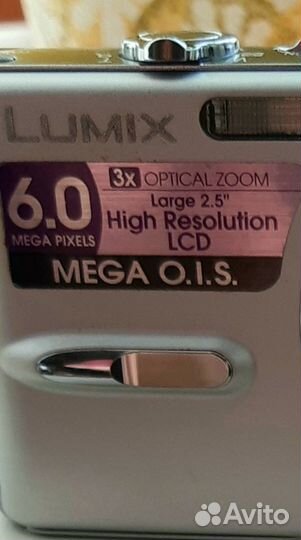 LUMIX
6.0
MEGA PIXELS
3x OPTICAL ZOOM
Large 2.5"
High Resolution
LCD
MEGA O.I.S.
Avito